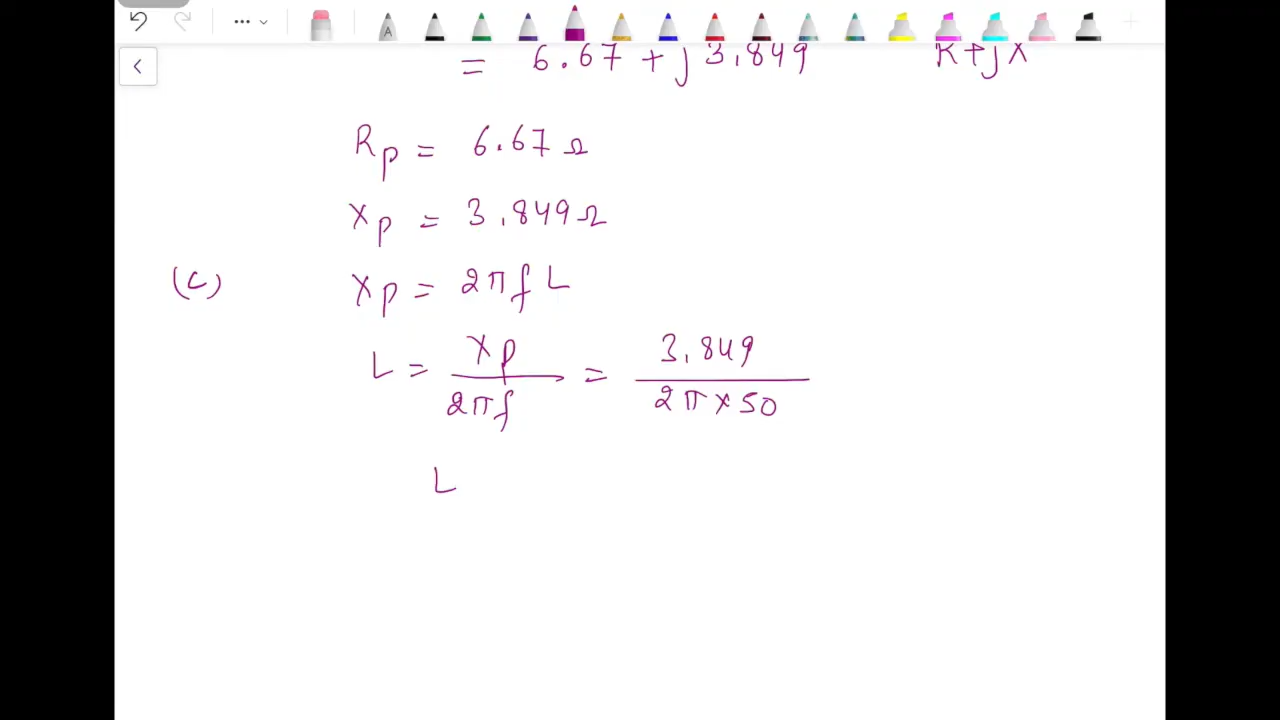 A
= 6.67 + j 3.849 R+jX
Rp = 6.67 Ω
Xp = 3.849 Ω
(C) Xp = 2πf L
L = Xp / 2πf = 3.849 / 2π × 50
L